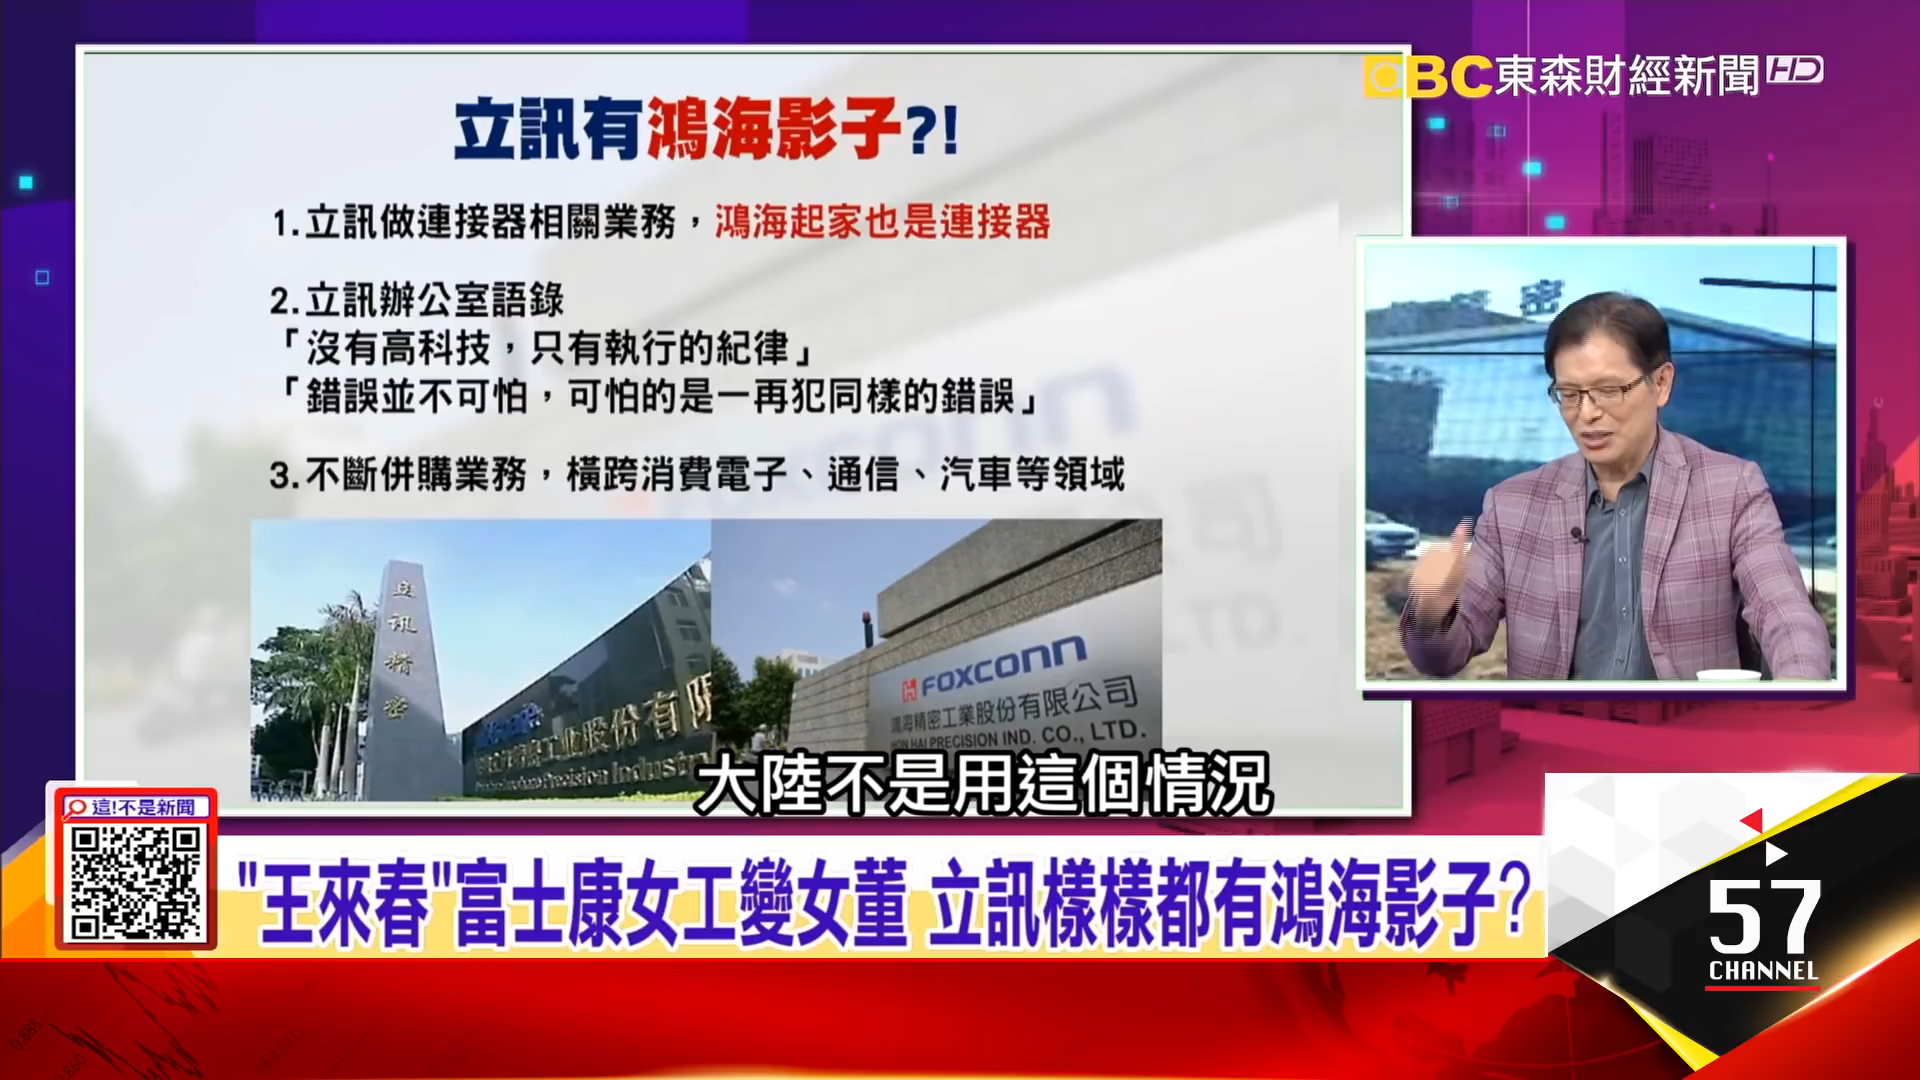 EBC東森財經新聞HD
立訊有鴻海影子?!
1.立訊做連接器相關業務，鴻海起家也是連接器
2.立訊辦公室語錄
「沒有高科技，只有執行的紀律」
「錯誤並不可怕，可怕的是一再犯同樣的錯誤」
3.不斷併購業務，橫跨消費電子、通信、汽車等領域
立訊精密
工业股份有限
Precision Industry
FOXCONN
鴻海精密工業股份有限公司
HON HAI PRECISION IND. CO., LTD.
大陸不是用這個情況
這!不是新聞
"王來春"富士康女工變女董 立訊樣樣都有鴻海影子?
57
CHANNEL